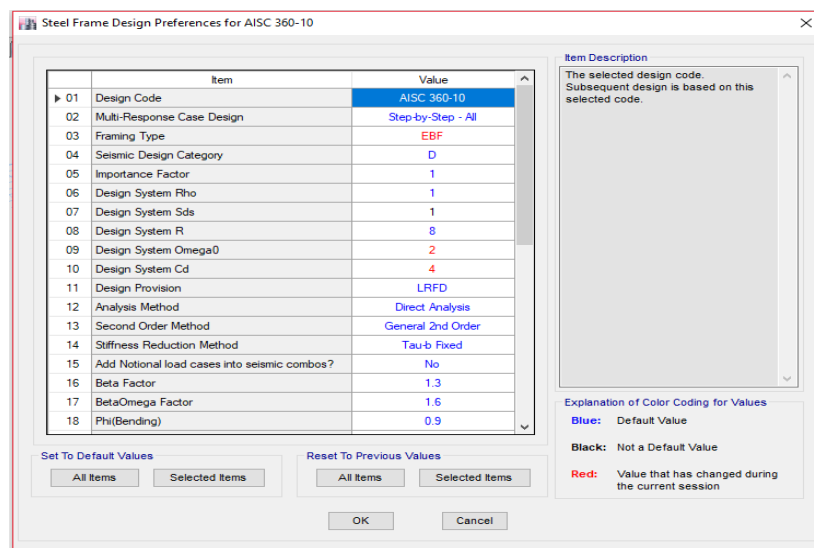 Steel Frame Design Preferences for AISC 360-10
Item Value
01 Design Code AISC 360-10
02 Multi-Response Case Design Step-by-Step - All
03 Framing Type EBF
04 Seismic Design Category D
05 Importance Factor 1
06 Design System Rho 1
07 Design System Sds 1
08 Design System R 8
09 Design System Omega0 2
10 Design System Cd 4
11 Design Provision LRFD
12 Analysis Method Direct Analysis
13 Second Order Method General 2nd Order
14 Stiffness Reduction Method Tau-b Fixed
15 Add Notional load cases into seismic combos? No
16 Beta Factor 1.3
17 BetaOmega Factor 1.6
18 Phi(Bending) 0.9
Set To Default Values
All Items Selected Items
Reset To Previous Values
All Items Selected Items
Item Description
The selected design code.
Subsequent design is based on this
selected code.
Explanation of Color Coding for Values
Blue: Default Value
Black: Not a Default Value
Red: Value that has changed during
the current session
OK Cancel